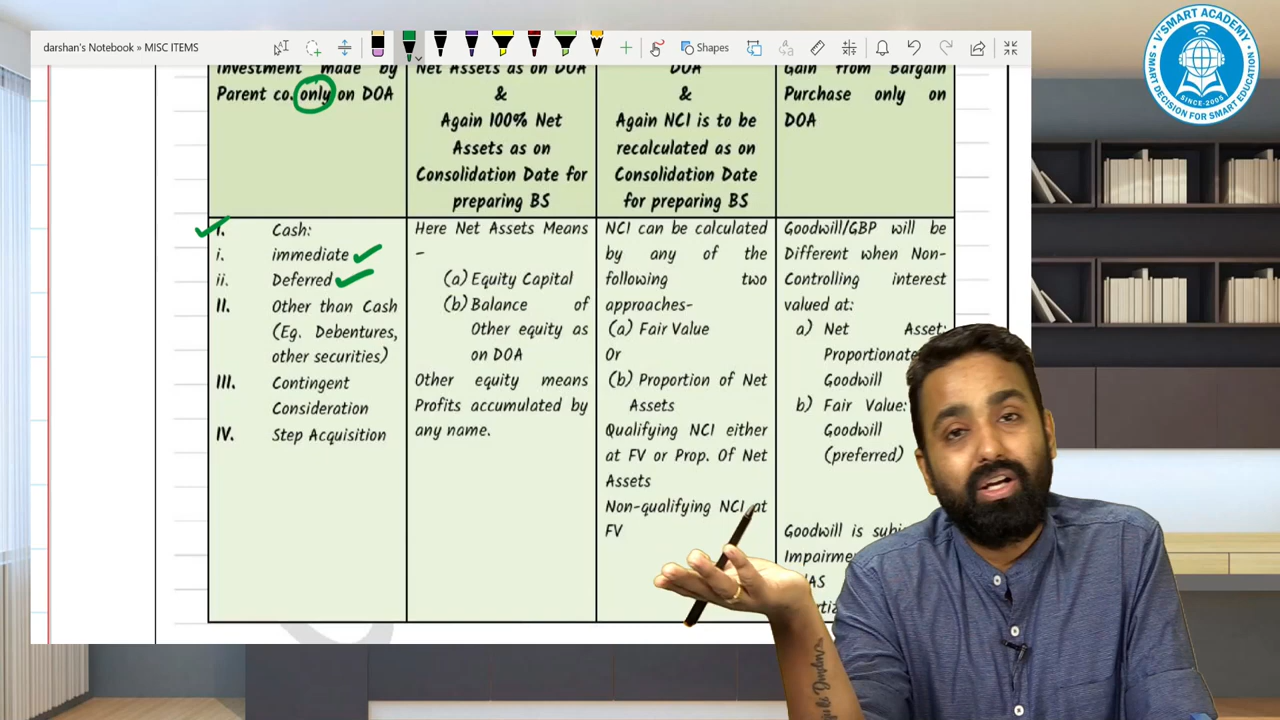 darshan's Notebook » MISC ITEMS
Shapes
V'SMART ACADEMY
SINCE-2005
SMART DECISION FOR SMART EDUCATION
Investment made by
Parent co. only on DOA
Net Assets as on DOA
&
Again 100% Net
Assets as on
Consolidation Date for
preparing BS
DOA
&
Again NCI is to be
recalculated as on
Consolidation Date
for preparing BS
Gain from Bargain
Purchase only on
DOA
I. Cash:
i. immediate
ii. Deferred
II. Other than Cash
(Eg. Debentures,
other securities)
III. Contingent
Consideration
IV. Step Acquisition
Here Net Assets Means
–
(a) Equity Capital
(b) Balance of
Other equity as
on DOA
Other equity means
Profits accumulated by
any name.
NCI can be calculated
by any of the
following two
approaches-
(a) Fair Value
Or
(b) Proportion of Net
Assets
Qualifying NCI either
at FV or Prop. Of Net
Assets
Non-qualifying NCI at
FV
Goodwill/GBP will be
Different when Non-
Controlling interest
valued at:
a) Net Asset:
Proportionate
Goodwill
b) Fair Value:
Goodwill
(preferred)
Goodwill is